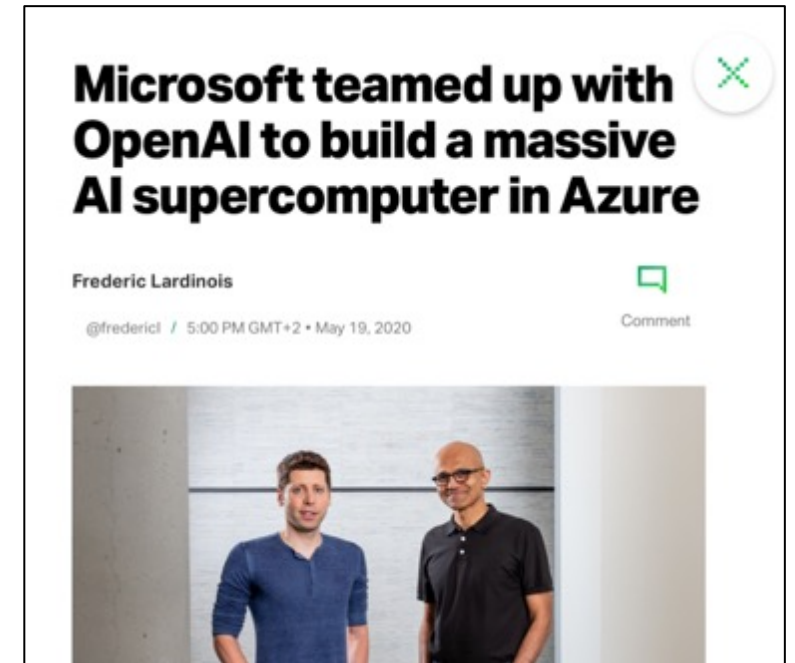 Microsoft teamed up with
OpenAI to build a massive
AI supercomputer in Azure
Frederic Lardinois
Comment
@fredericl / 5:00 PM GMT+2 • May 19, 2020